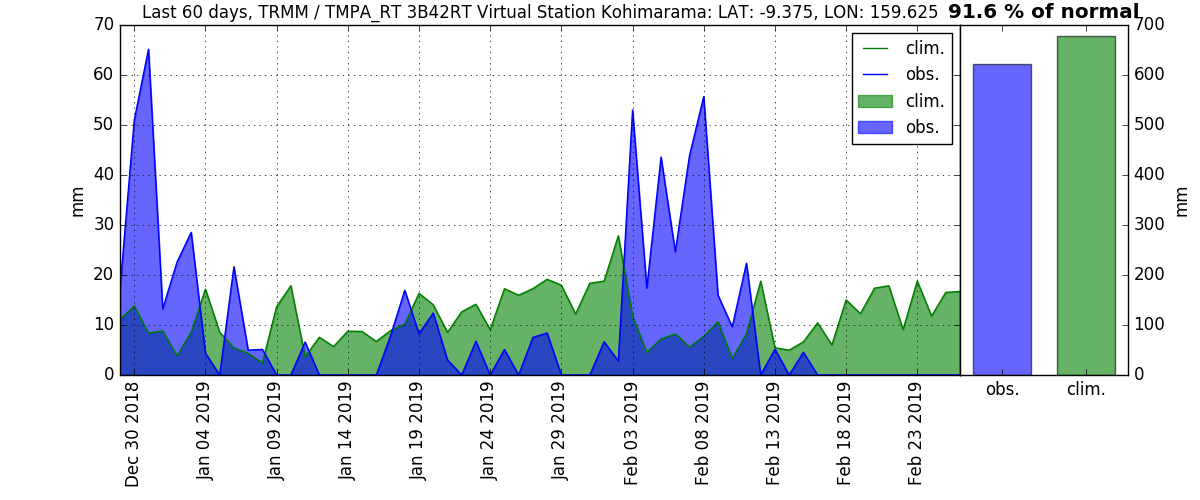 Last 60 days, TRMM / TMPA_RT 3B42RT Virtual Station Kohimarama: LAT: -9.375, LON: 159.625 91.6 % of normal
70
60
50
40
30
20
10
0
mm
clim.
obs.
clim.
obs.
Dec 30 2018
Jan 04 2019
Jan 09 2019
Jan 14 2019
Jan 19 2019
Jan 24 2019
Jan 29 2019
Feb 03 2019
Feb 08 2019
Feb 13 2019
Feb 18 2019
Feb 23 2019
700
600
500
400
300
200
100
0
mm
obs. clim.